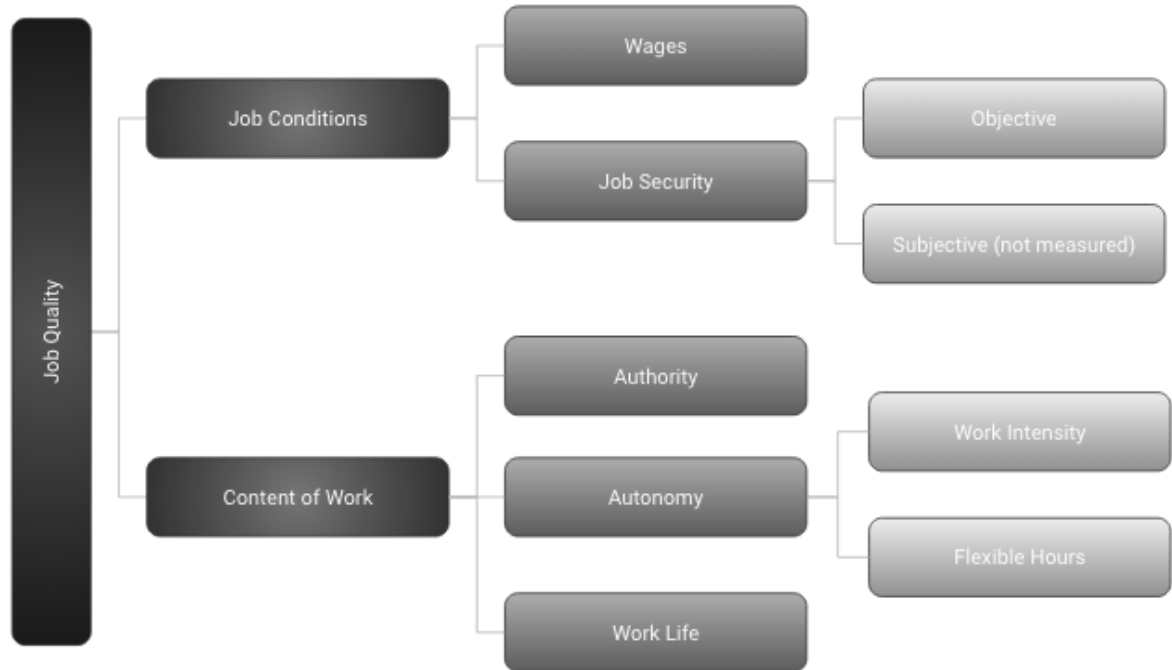 Job Quality
Job Conditions
Wages
Job Security
Objective
Subjective (not measured)
Content of Work
Authority
Autonomy
Work Intensity
Flexible Hours
Work Life